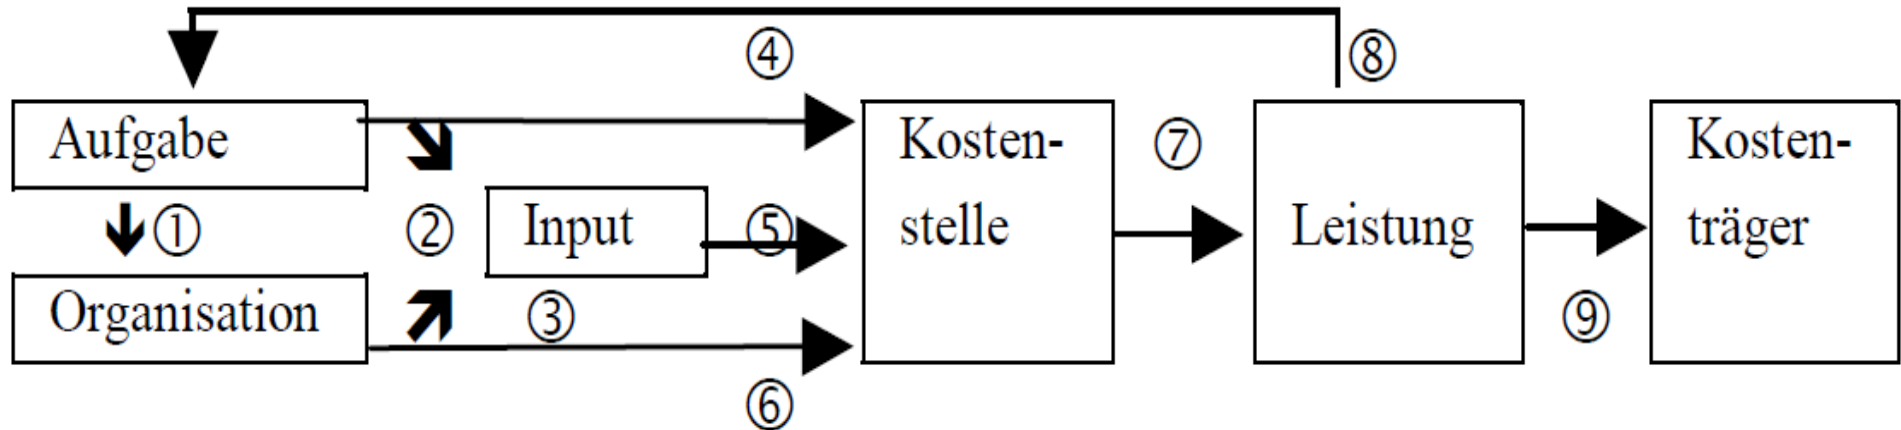 ④
⑧
Aufgabe
Kosten-
stelle
⑦
Kosten-
träger
①
②
Input
⑤
Leistung
Organisation
③
⑨
⑥